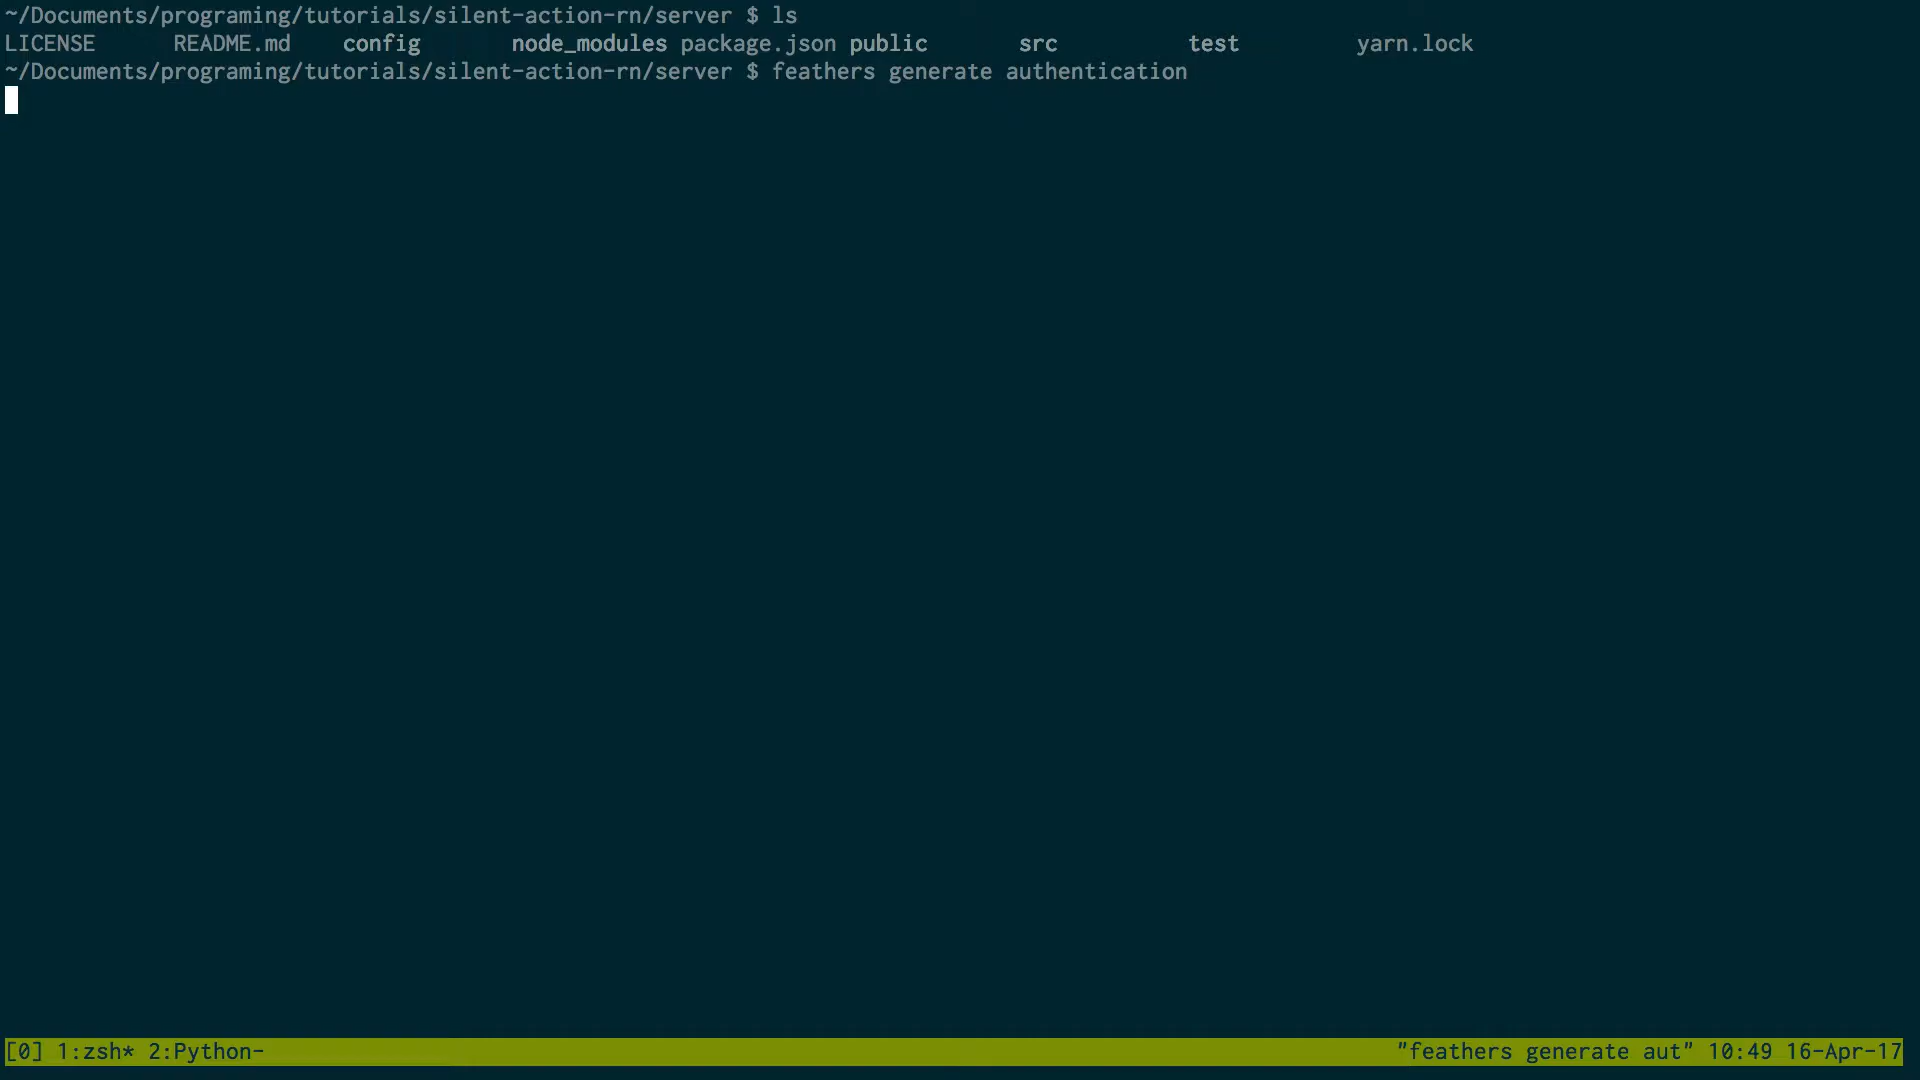 ~/Documents/programing/tutorials/silent-action-rn/server $ ls
LICENSE README.md config node_modules package.json public src test yarn.lock
~/Documents/programing/tutorials/silent-action-rn/server $ feathers generate authentication
[0] 1:zsh* 2:Python- "feathers generate aut" 10:49 16-Apr-17